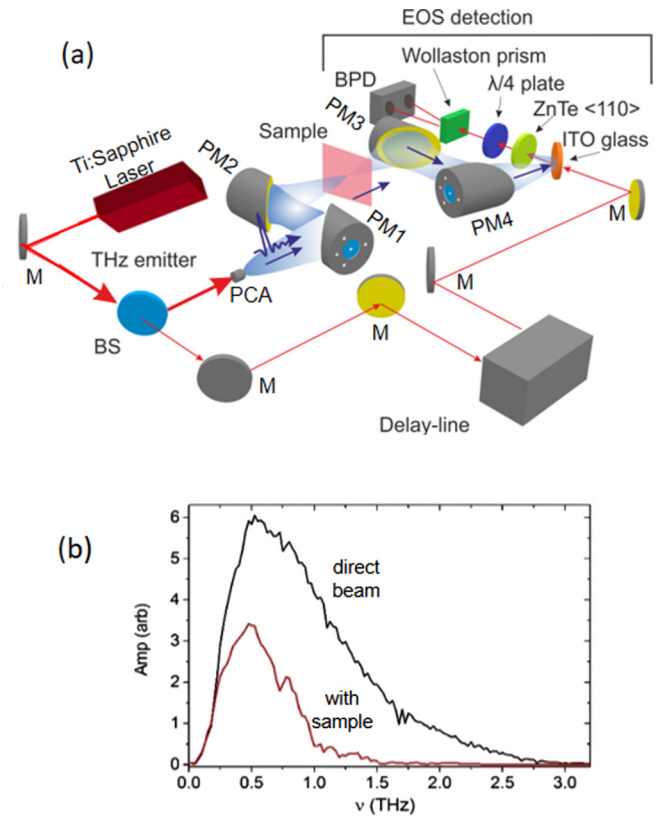 EOS detection
(a)
Wollaston prism
BPD
λ/4 plate
PM3
ZnTe <110>
Sample
ITO glass
Ti:Sapphire
Laser
PM2
PM1
PM4
M
M
THz emitter
PCA
M
BS
M
M
Delay-line
(b)
6
5
4
3
2
1
0
Amp (arb)
direct
beam
with
sample
0.0
0.5
1.0
1.5
2.0
2.5
3.0
ν (THz)